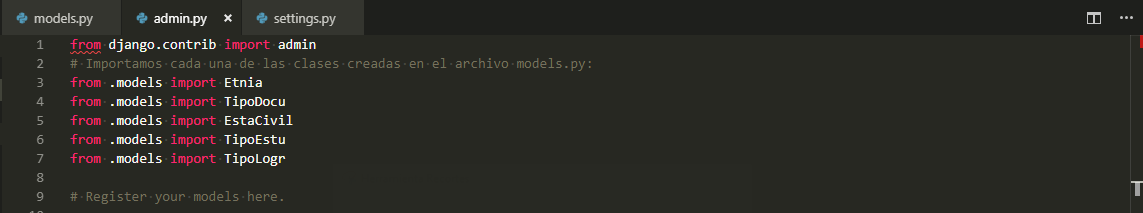 models.py admin.py × settings.py ...
1 from django.contrib import admin
2 # Importamos cada una de las clases creadas en el archivo models.py:
3 from .models import Etnia
4 from .models import TipoDocu
5 from .models import EstaCivil
6 from .models import TipoEstu
7 from .models import TipoLogr
8
9 # Register your models here.
10